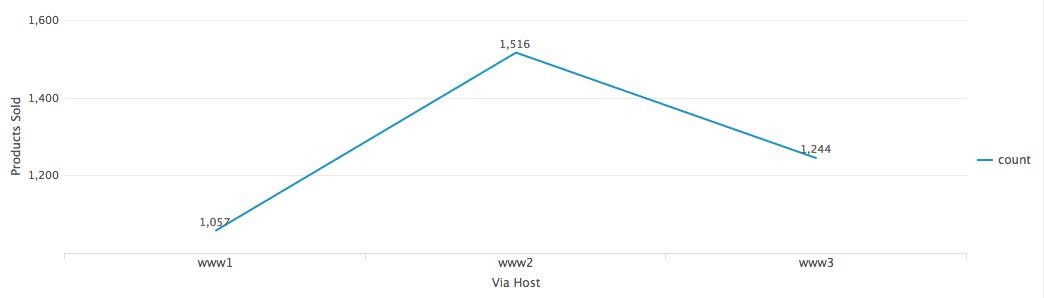 1,600
1,516
1,400
Products Sold
1,244
count
1,200
1,057
www1
www2
www3
Via Host